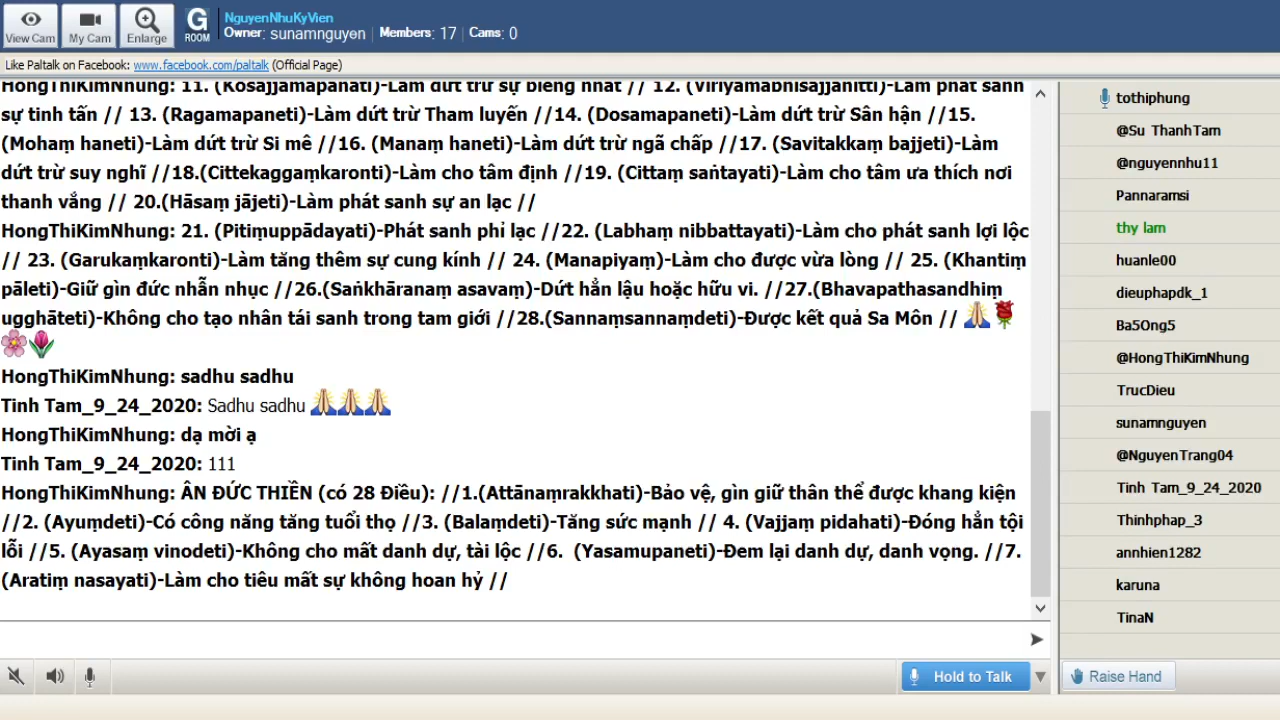 View Cam
My Cam
Enlarge
G
ROOM
NguyenNhuKyVien
Owner: sunamnguyen | Members: 17 | Cams: 0
Like Paltalk on Facebook: www.facebook.com/paltalk (Official Page)
HongThiKimNhung: 11. (Kosajjamapanati)-Làm dứt trừ sự biếng nhát // 12. (Viriyamabhisajjanitti)-Làm phát sanh
sự tinh tấn // 13. (Ragamapaneti)-Làm dứt trừ Tham luyến //14. (Dosamapaneti)-Làm dứt trừ Sân hận //15.
(Mohaṃ haneti)-Làm dứt trừ Si mê //16. (Manaṃ haneti)-Làm dứt trừ ngã chấp //17. (Savitakkaṃ bajjeti)-Làm
dứt trừ suy nghĩ //18.(Cittekaggaṃkaronti)-Làm cho tâm định //19. (Cittaṃ saṅtayati)-Làm cho tâm ưa thích nơi
thanh vắng // 20.(Hāsaṃ jājeti)-Làm phát sanh sự an lạc //
HongThiKimNhung: 21. (Pitiṃuppādayati)-Phát sanh phỉ lạc //22. (Labhaṃ nibbattayati)-Làm cho phát sanh lợi lộc
// 23. (Garukaṃkaronti)-Làm tăng thêm sự cung kính // 24. (Manapiyaṃ)-Làm cho được vừa lòng // 25. (Khantiṃ
pāleti)-Giữ gìn đức nhẫn nhục //26.(Saṅkhāranaṃ asavaṃ)-Dứt hẳn lậu hoặc hữu vi. //27.(Bhavapathasandhiṃ
ugghāteti)-Không cho tạo nhân tái sanh trong tam giới //28.(Sannaṃsannaṃdeti)-Được kết quả Sa Môn // 🙏🌹
🌸🌷
HongThiKimNhung: sadhu sadhu
Tinh Tam_9_24_2020: Sadhu sadhu 🙏🙏🙏
HongThiKimNhung: dạ mời ạ
Tinh Tam_9_24_2020: 111
HongThiKimNhung: ÂN ĐỨC THIỀN (có 28 Điều): //1.(Attānaṃrakkhati)-Bảo vệ, gìn giữ thân thể được khang kiện
//2. (Ayuṃdeti)-Có công năng tăng tuổi thọ //3. (Balaṃdeti)-Tăng sức mạnh // 4. (Vajjaṃ pidahati)-Đóng hẳn tội
lỗi //5. (Ayasaṃ vinodeti)-Không cho mất danh dự, tài lộc //6. (Yasamupaneti)-Đem lại danh dự, danh vọng. //7.
(Aratiṃ nasayati)-Làm cho tiêu mất sự không hoan hỷ //
Hold to Talk
tothiphung
@Su ThanhTam
@nguyennhu11
Pannaramsi
thy lam
huanle00
dieuphapdk_1
Ba5Ong5
@HongThiKimNhung
TrucDieu
sunamnguyen
@NguyenTrang04
Tinh Tam_9_24_2020
Thinhphap_3
annhien1282
karuna
TinaN
Raise Hand